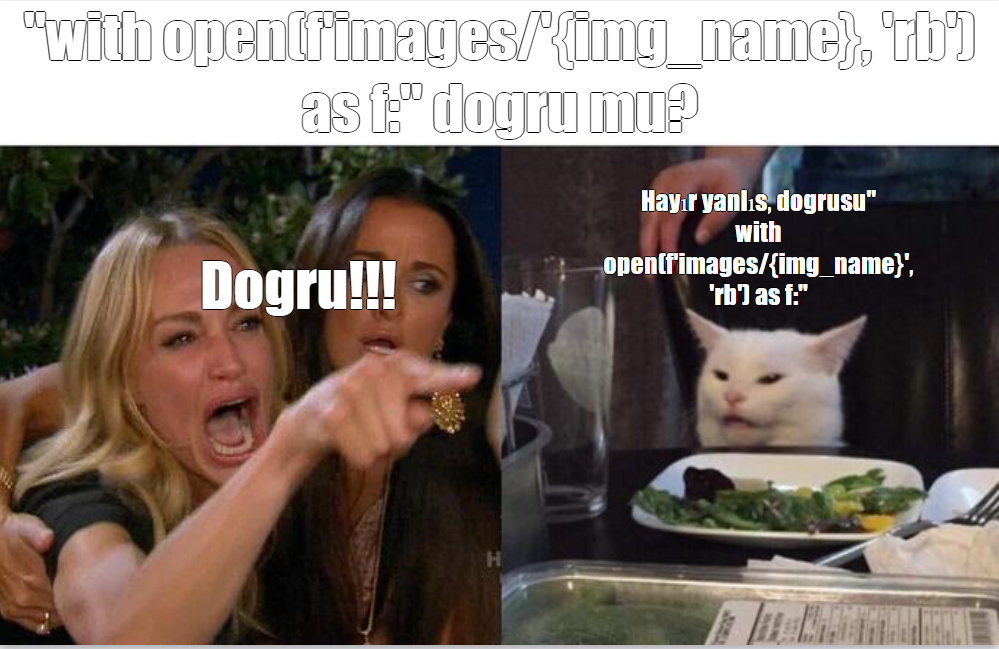 "with open(f'images/'{img_name}, 'rb')
as f:" dogru mu?
Dogru!!!
Hayır yanlıs, dogrusu"
with
open(f'images/{img_name}',
'rb') as f:"
H